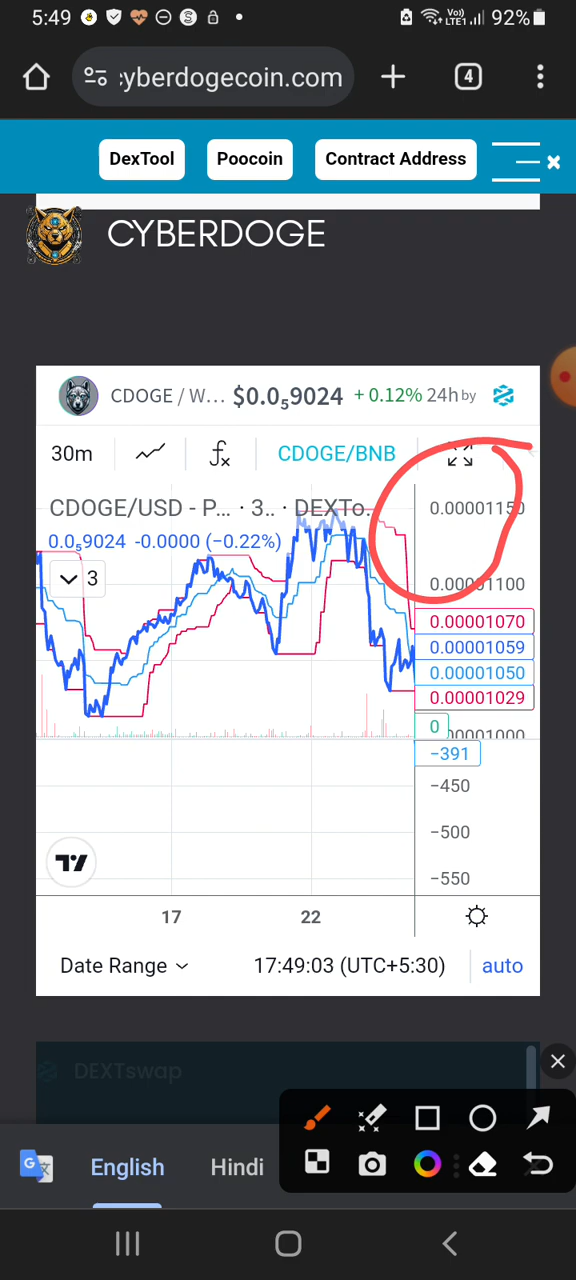 5:49 Vo)) LTE1 92%
:yberdogecoin.com 4
DexTool Poocoin Contract Address
CYBERDOGE
CDOGE / W... $0.0₅9024 + 0.12% 24h by
30m fx CDOGE/BNB
CDOGE/USD - P... · 3.. · DEXTo...
0.00001150
0.0₅9024 -0.0000 (−0.22%)
3
0.00001100
0.00001070
0.00001059
0.00001050
0.00001029
0
−391
−450
−500
−550
17 22
Date Range 17:49:03 (UTC+5:30) auto
DEXTswap
G English Hindi